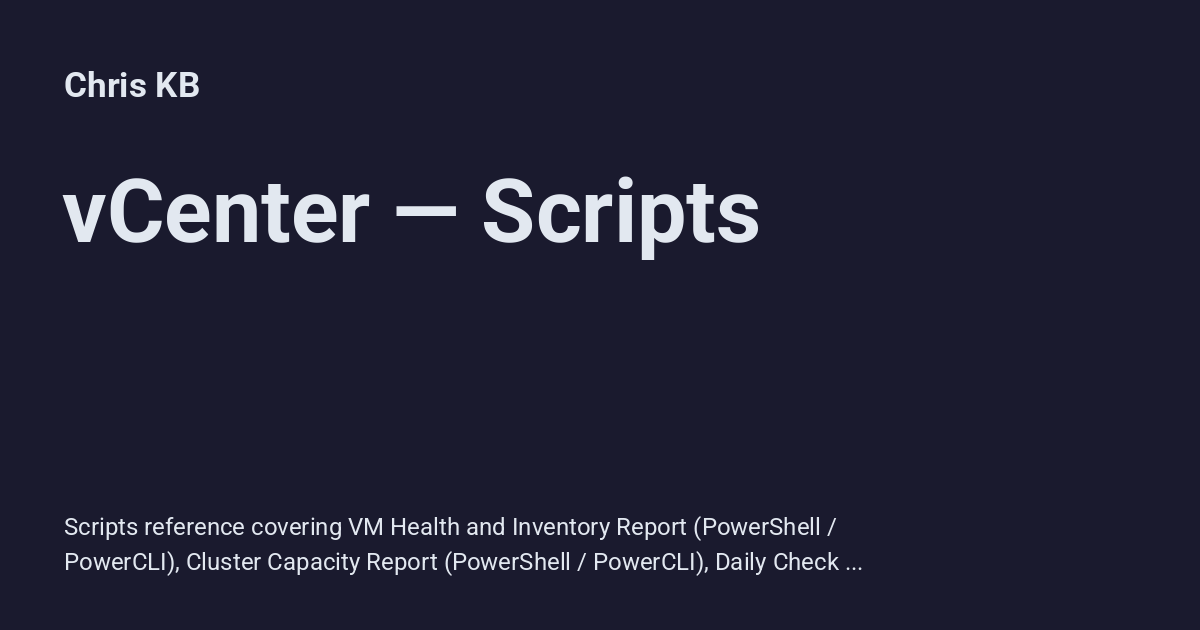 Chris KB
vCenter — Scripts
Scripts reference covering VM Health and Inventory Report (PowerShell /
PowerCLI), Cluster Capacity Report (PowerShell / PowerCLI), Daily Check ...